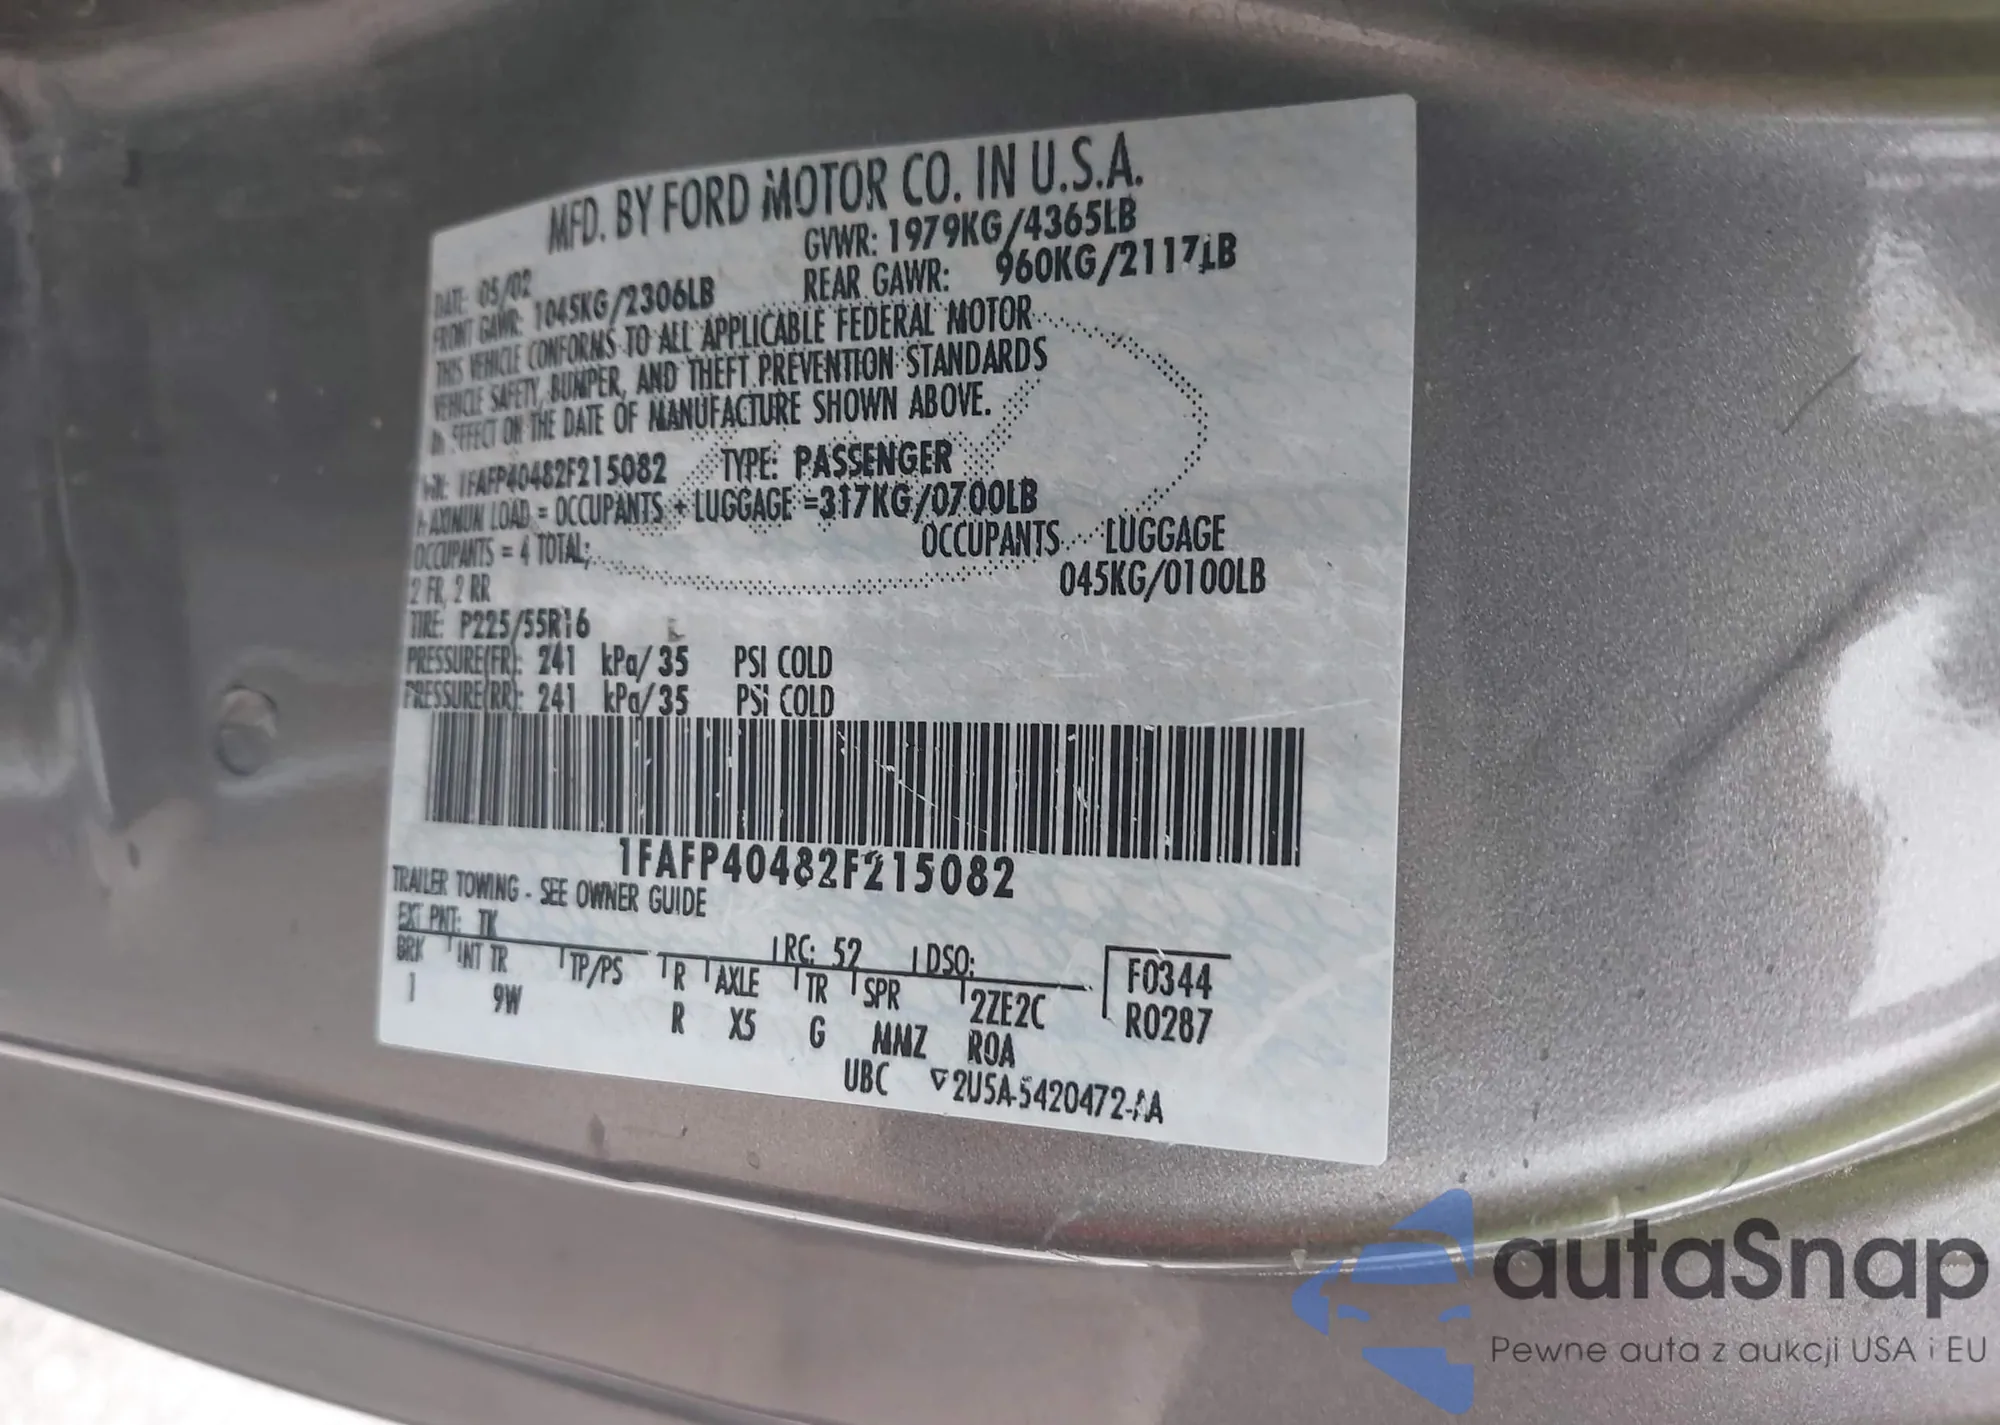 MFD. BY FORD MOTOR CO. IN U.S.A.
DATE: 05/02 GVWR: 1979KG/4365LB
FRONT GAWR: 1045KG/2306LB REAR GAWR: 960KG/2117LB
THIS VEHICLE CONFORMS TO ALL APPLICABLE FEDERAL MOTOR
VEHICLE SAFETY, BUMPER, AND THEFT PREVENTION STANDARDS
IN EFFECT ON THE DATE OF MANUFACTURE SHOWN ABOVE.
VIN: 1FAFP40482F215082 TYPE: PASSENGER
MAXIMUM LOAD = OCCUPANTS + LUGGAGE =317KG/0700LB
OCCUPANTS = 4 TOTAL; OCCUPANTS LUGGAGE
2 FR, 2 RR 045KG/0100LB
TIRE: P225/55R16
PRESSURE(FR): 241 kPa/35 PSI COLD
PRESSURE(RR): 241 kPa/35 PSI COLD
1FAFP40482F215082
TRAILER TOWING - SEE OWNER GUIDE
EXT PNT: TK RC: 52 DSO: F0344
BRK INT TR TP/PS R AXLE TR SPR 2ZE2C R0287
1 9W R X5 G MMZ ROA
UBC ▽2U5A-5420472-AA
autaSnap
Pewne auta z aukcji USA i EU